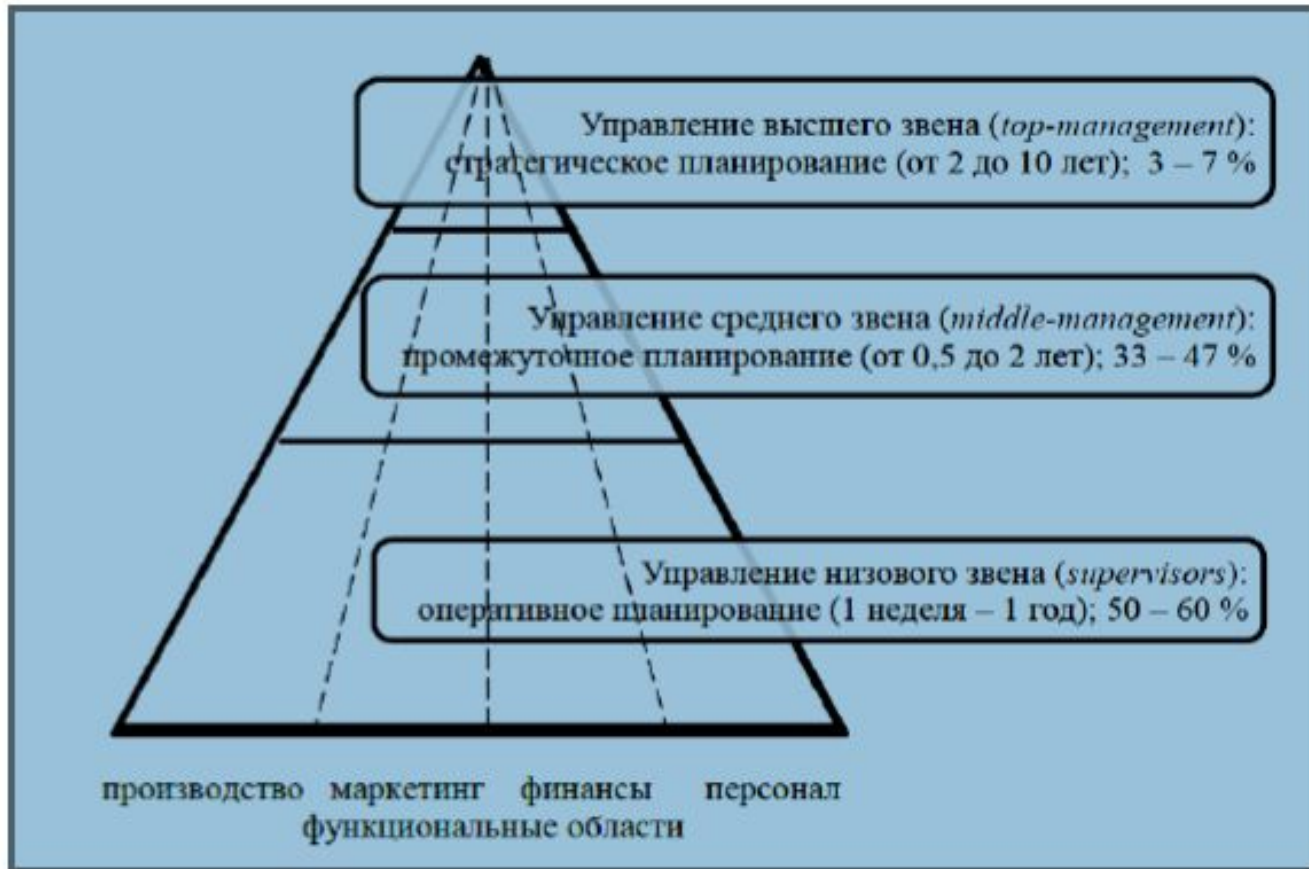 Управление высшего звена (top-management):
стратегическое планирование (от 2 до 10 лет); 3 – 7 %
Управление среднего звена (middle-management):
промежуточное планирование (от 0,5 до 2 лет); 33 – 47 %
Управление низового звена (supervisors):
оперативное планирование (1 неделя – 1 год); 50 – 60 %
производство маркетинг финансы персонал
функциональные области